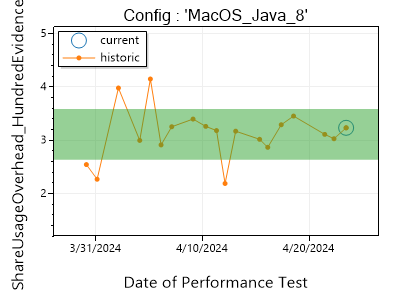 Config : 'MacOS_Java_8'
ShareUsageOverhead_HundredEvidence
5
4
3
2
current
historic
3/31/2024
4/10/2024
4/20/2024
Date of Performance Test